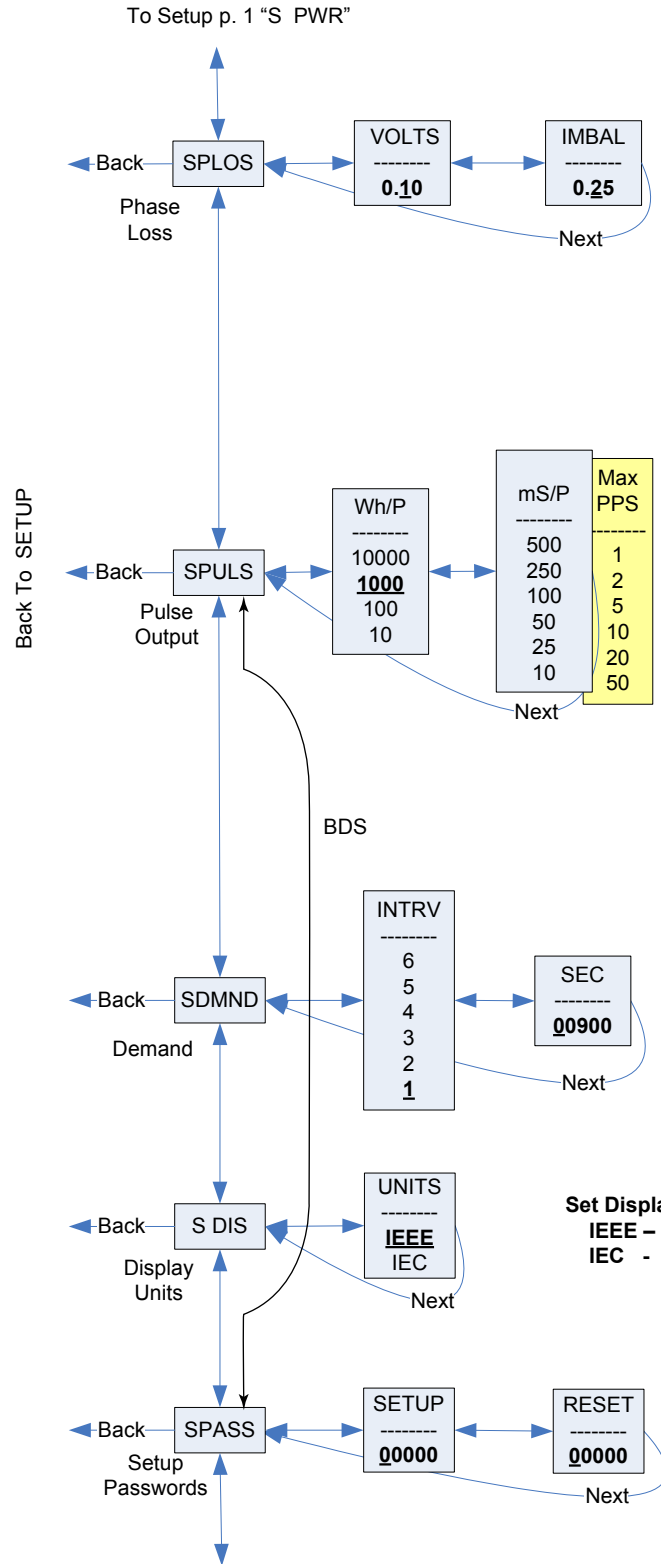 To Setup p. 1 “S PWR”
Back
SPLOS
Phase
Loss
VOLTS
--------
0.10
IMBAL
--------
0.25
Next
Back To SETUP
Back
SPULS
Pulse
Output
Wh/P
--------
10000
1000
100
10
mS/P
--------
500
250
100
50
25
10
Max
PPS
--------
1
2
5
10
20
50
Next
BDS
Back
SDMND
Demand
INTRV
--------
6
5
4
3
2
1
SEC
--------
00900
Next
Back
S DIS
Display
Units
UNITS
--------
IEEE
IEC
Next
Set
IEEE –
IEC -
Back
SPASS
Setup
Passwords
SETUP
--------
00000
RESET
--------
00000
Next